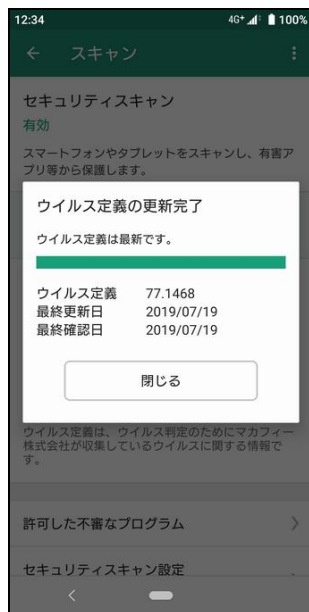 12:34
4G+
100%
スキャン
セキュリティスキャン
有効
スマートフォンやタブレットをスキャンし、有害ア
プリ等から保護します。
ウイルス定義の更新完了
ウイルス定義は最新です。
ウイルス定義 77.1468
最終更新日 2019/07/19
最終確認日 2019/07/19
閉じる
ウイルス定義は、ウイルス判定のためにマカフィー
株式会社が収集しているウイルスに関する情報で
す。
許可した不審なプログラム
セキュリティスキャン設定